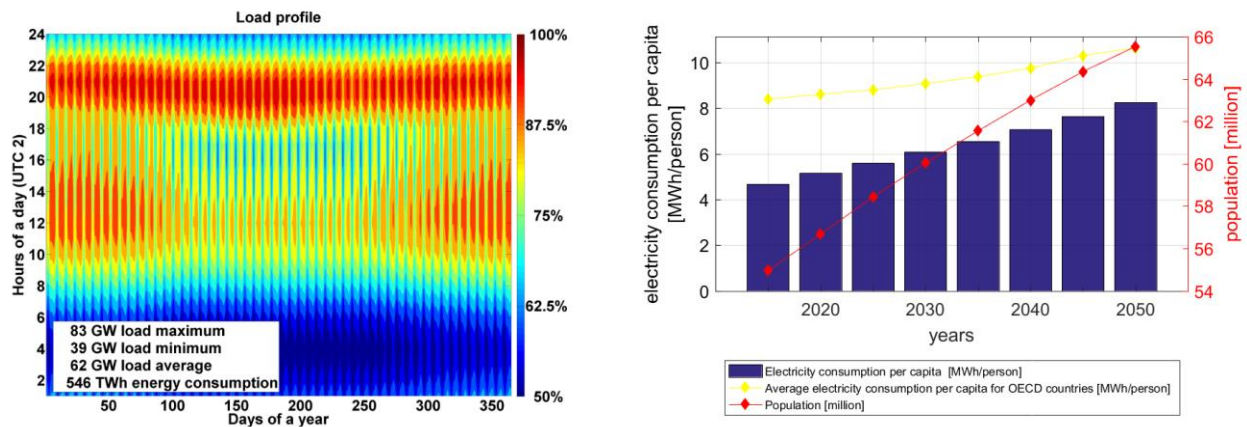 Load profile
24
22
20
18
16
14
12
10
8
6
4
2
Hours of a day (UTC 2)
83 GW load maximum
39 GW load minimum
62 GW load average
546 TWh energy consumption
50 100 150 200 250 300 350
Days of a year
100%
87.5%
75%
62.5%
50%
electricity consumption per capita
[MWh/person]
10
8
6
4
2
0
2020 2030 2040 2050
years
66
64
62
60
58
56
54
population [million]
Electricity consumption per capita [MWh/person]
Average electricity consumption per capita for OECD countries [MWh/person]
Population [million]